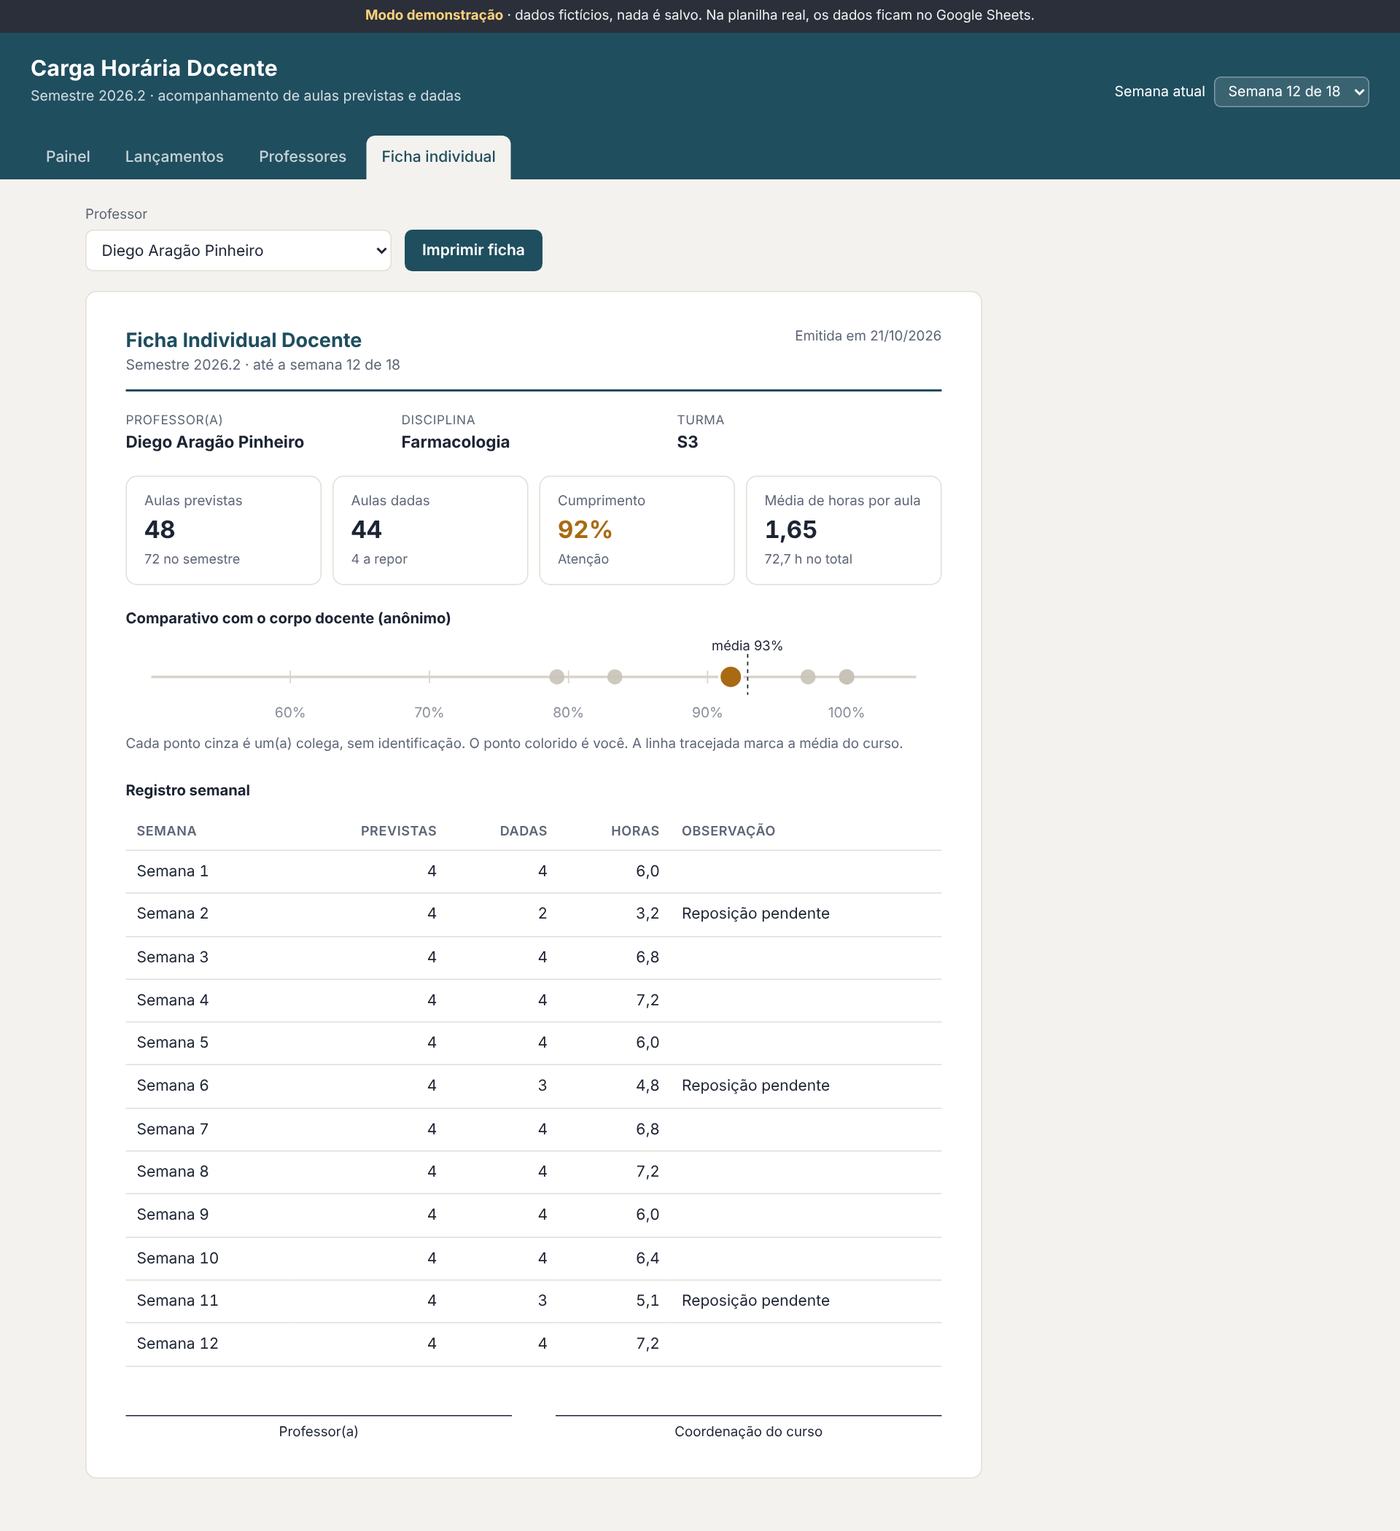 Modo demonstração · dados fictícios, nada é salvo. Na planilha real, os dados ficam no Google Sheets.
Carga Horária Docente
Semestre 2026.2 · acompanhamento de aulas previstas e dadas
Semana atual Semana 12 de 18
Painel Lançamentos Professores Ficha individual
Professor
Diego Aragão Pinheiro Imprimir ficha
Ficha Individual Docente Emitida em 21/10/2026
Semestre 2026.2 · até a semana 12 de 18
PROFESSOR(A) DISCIPLINA TURMA
Diego Aragão Pinheiro Farmacologia S3
Aulas previstas Aulas dadas Cumprimento Média de horas por aula
48 44 92% 1,65
72 no semestre 4 a repor Atenção 72,7 h no total
Comparativo com o corpo docente (anônimo)
média 93%
60% 70% 80% 90% 100%
Cada ponto cinza é um(a) colega, sem identificação. O ponto colorido é você. A linha tracejada marca a média do curso.
Registro semanal
SEMANA PREVISTAS DADAS HORAS OBSERVAÇÃO
Semana 1 4 4 6,0
Semana 2 4 2 3,2 Reposição pendente
Semana 3 4 4 6,8
Semana 4 4 4 7,2
Semana 5 4 4 6,0
Semana 6 4 3 4,8 Reposição pendente
Semana 7 4 4 6,8
Semana 8 4 4 7,2
Semana 9 4 4 6,0
Semana 10 4 4 6,4
Semana 11 4 3 5,1 Reposição pendente
Semana 12 4 4 7,2
Professor(a) Coordenação do curso